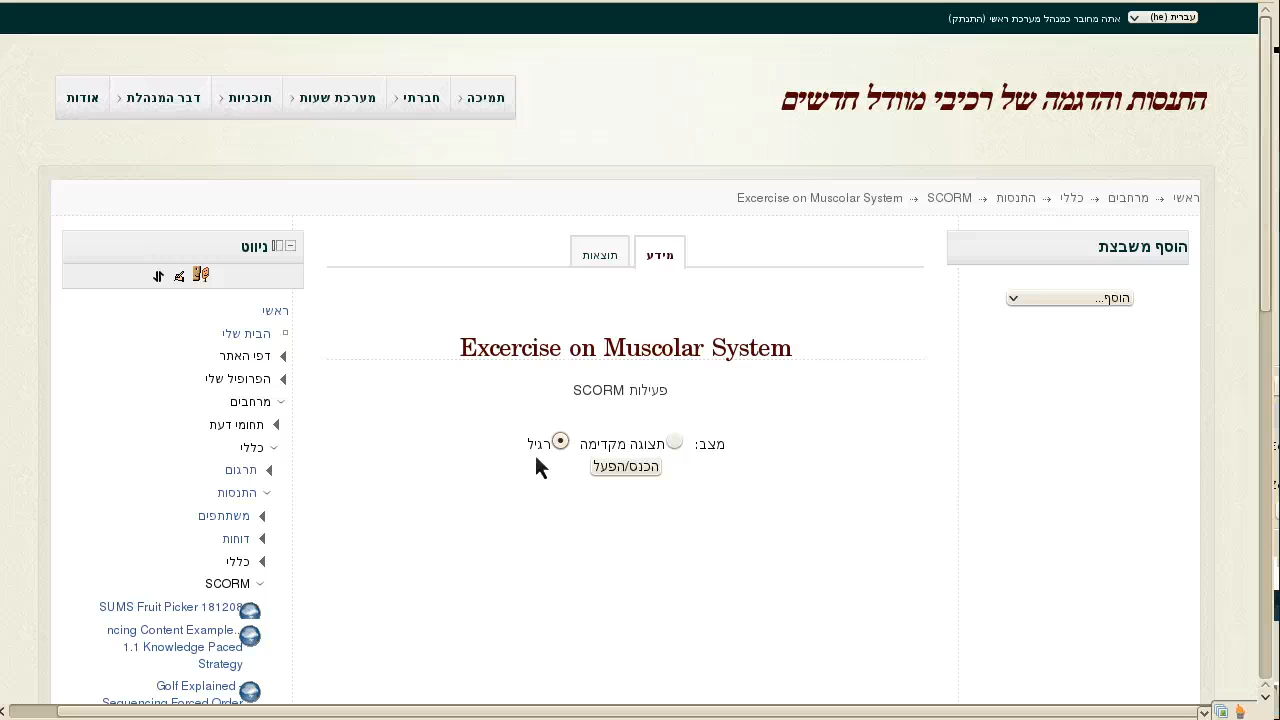 עברית (he)
אתה מחובר כמנהל מערכת ראשי (התנתק)
התנסות והדגמה של רכיבי מוודל חדשים
תמיכה
חברתי
מערכת שעות
תוכניות
דבר המנהלת
אודות
ראשי → מרחבים → כללי → התנסות → SCORM → Excercise on Muscolar System
הוסף משבצת
הוסף...
מידע
תוצאות
Excercise on Muscolar System
פעילות SCORM
מצב: תצוגה מקדימה רגיל
הכנס/הפעל
ניווט
ראשי
הבית שלי
דפי האתר
הפרופיל שלי
מרחבים
תחומי דעת
כללי
תרגום
התנסות
משתתפים
דוחות
כללי
SCORM
SUMS Fruit Picker 181208
ncing Content Example..
1.1 Knowledge Paced
Strategy
Golf Explained -
Sequencing Forced Order